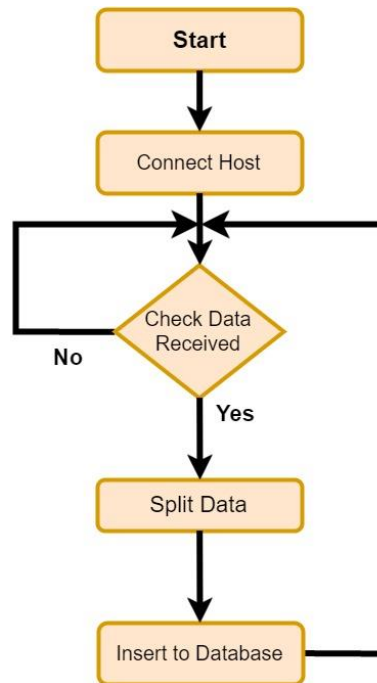 Start
Connect Host
Check Data
Received
No
Yes
Split Data
Insert to Database